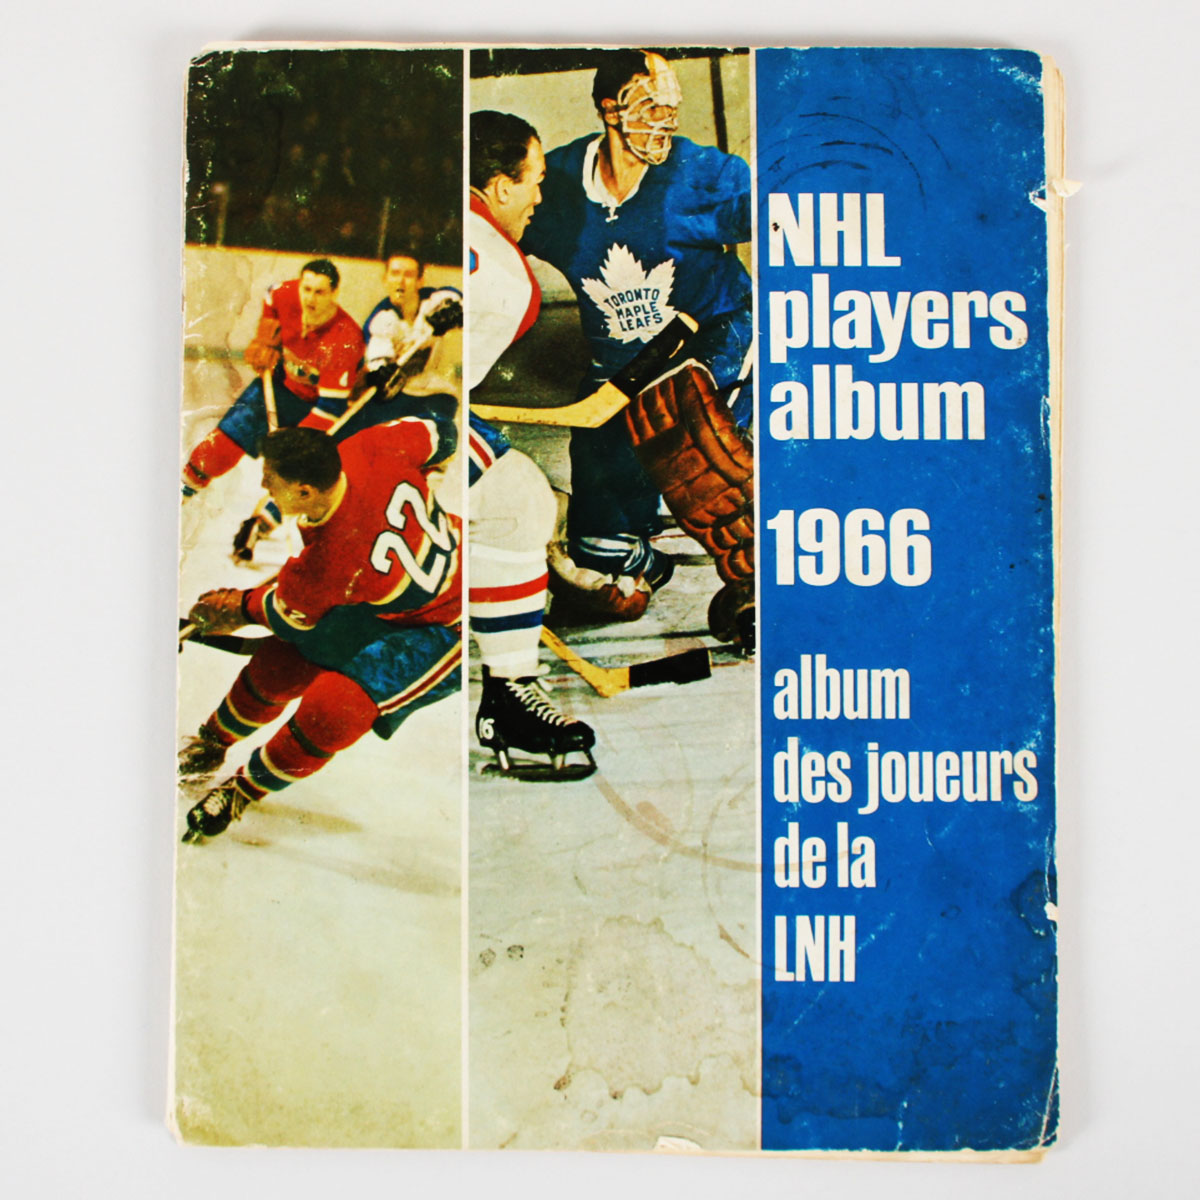 NHL
players
album
1966
album
des joueurs
de la
LNH
TORONTO
MAPLE
LEAFS
22
16